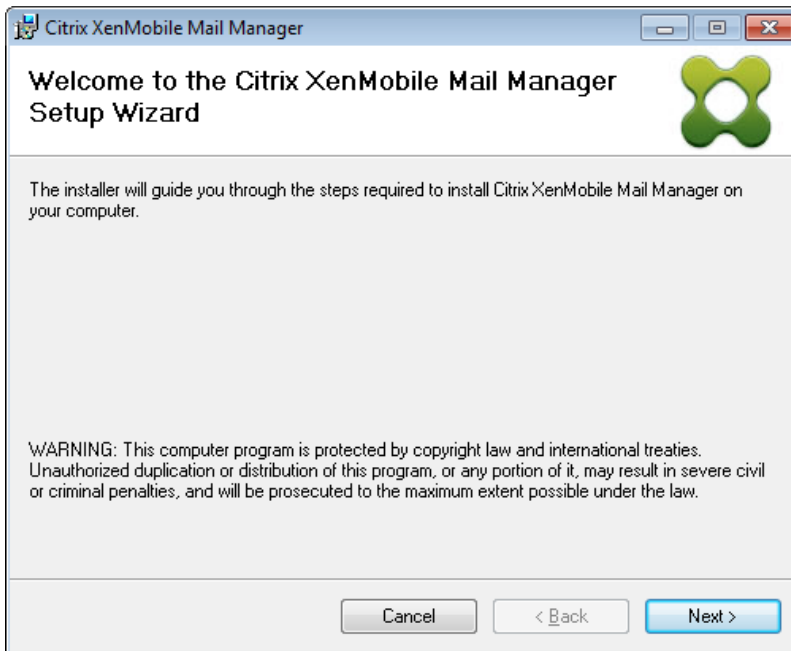 Citrix XenMobile Mail Manager
Welcome to the Citrix XenMobile Mail Manager
Setup Wizard
The installer will guide you through the steps required to install Citrix XenMobile Mail Manager on
your computer.
WARNING: This computer program is protected by copyright law and international treaties.
Unauthorized duplication or distribution of this program, or any portion of it, may result in severe civil
or criminal penalties, and will be prosecuted to the maximum extent possible under the law.
Cancel
< Back
Next >